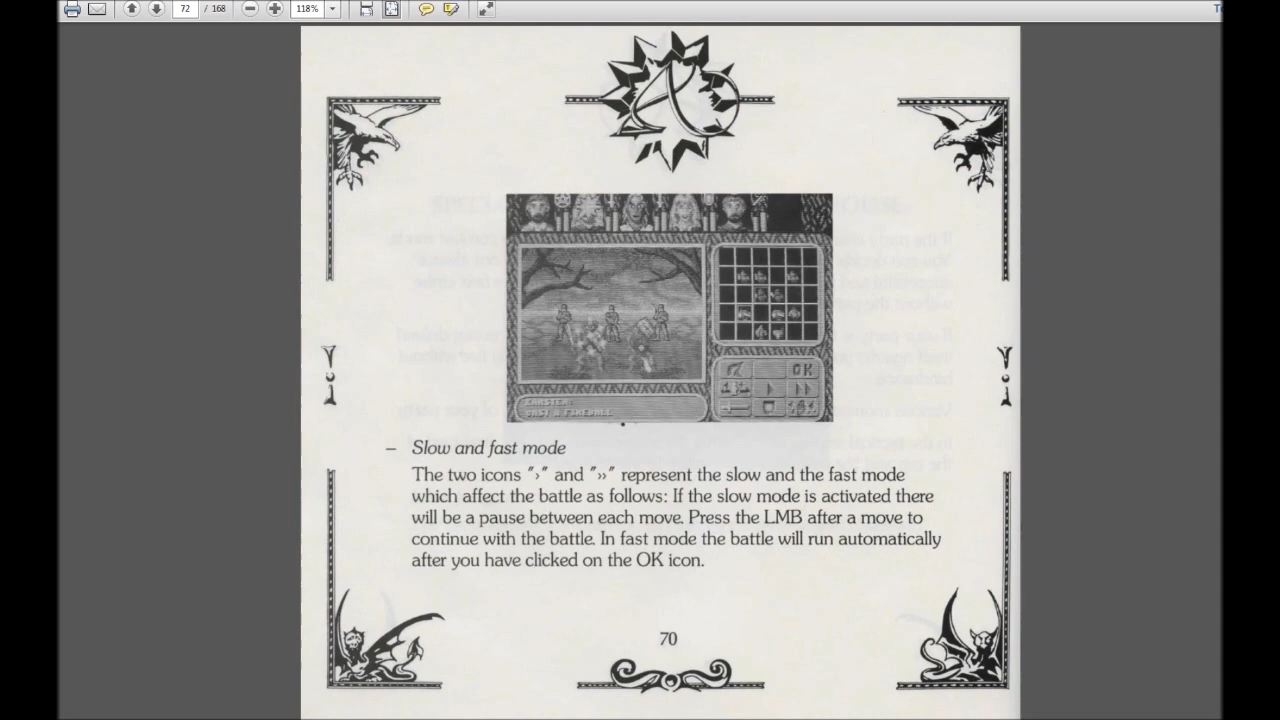 72 / 168 118%
OK
– Slow and fast mode
The two icons "›" and "››" represent the slow and the fast mode
which affect the battle as follows: If the slow mode is activated there
will be a pause between each move. Press the LMB after a move to
continue with the battle. In fast mode the battle will run automatically
after you have clicked on the OK icon.
70